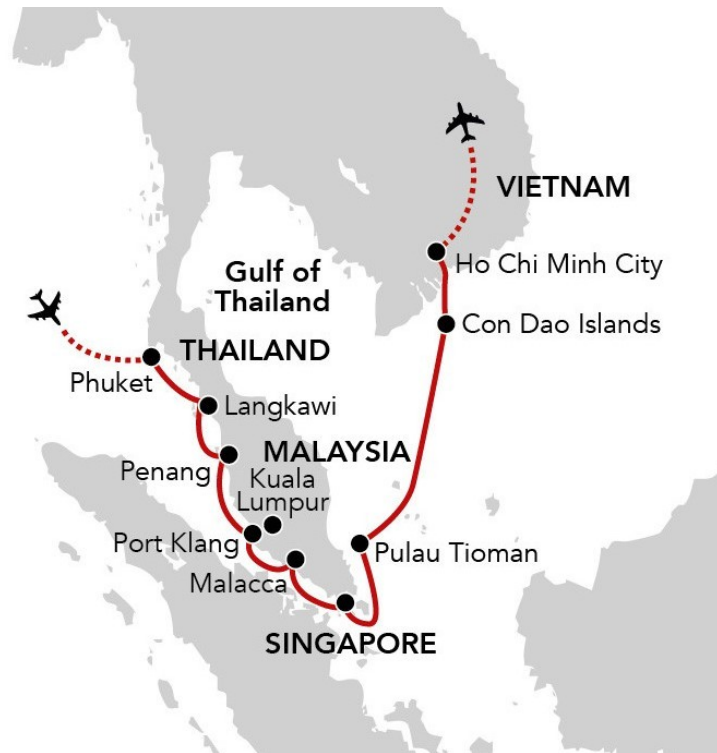 VIETNAM
Ho Chi Minh City
Gulf of
Thailand
Con Dao Islands
THAILAND
Phuket
Langkawi
MALAYSIA
Penang
Kuala
Lumpur
Port Klang
Pulau Tioman
Malacca
SINGAPORE